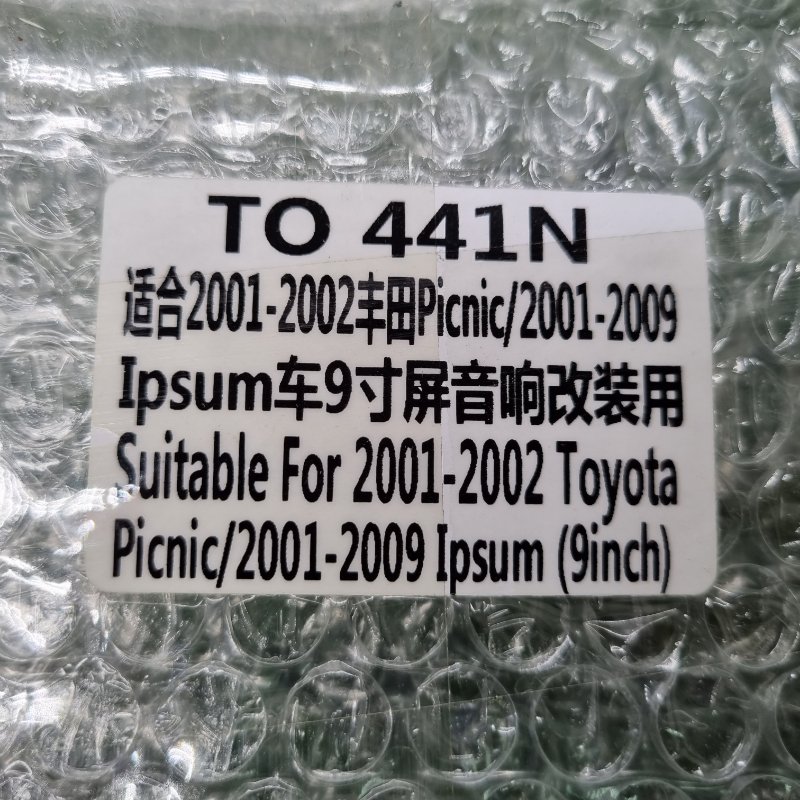 TO 441N
适合2001-2002丰田Picnic/2001-2009
Ipsum车9寸屏音响改装用
Suitable For 2001-2002 Toyota
Picnic/2001-2009 Ipsum (9inch)